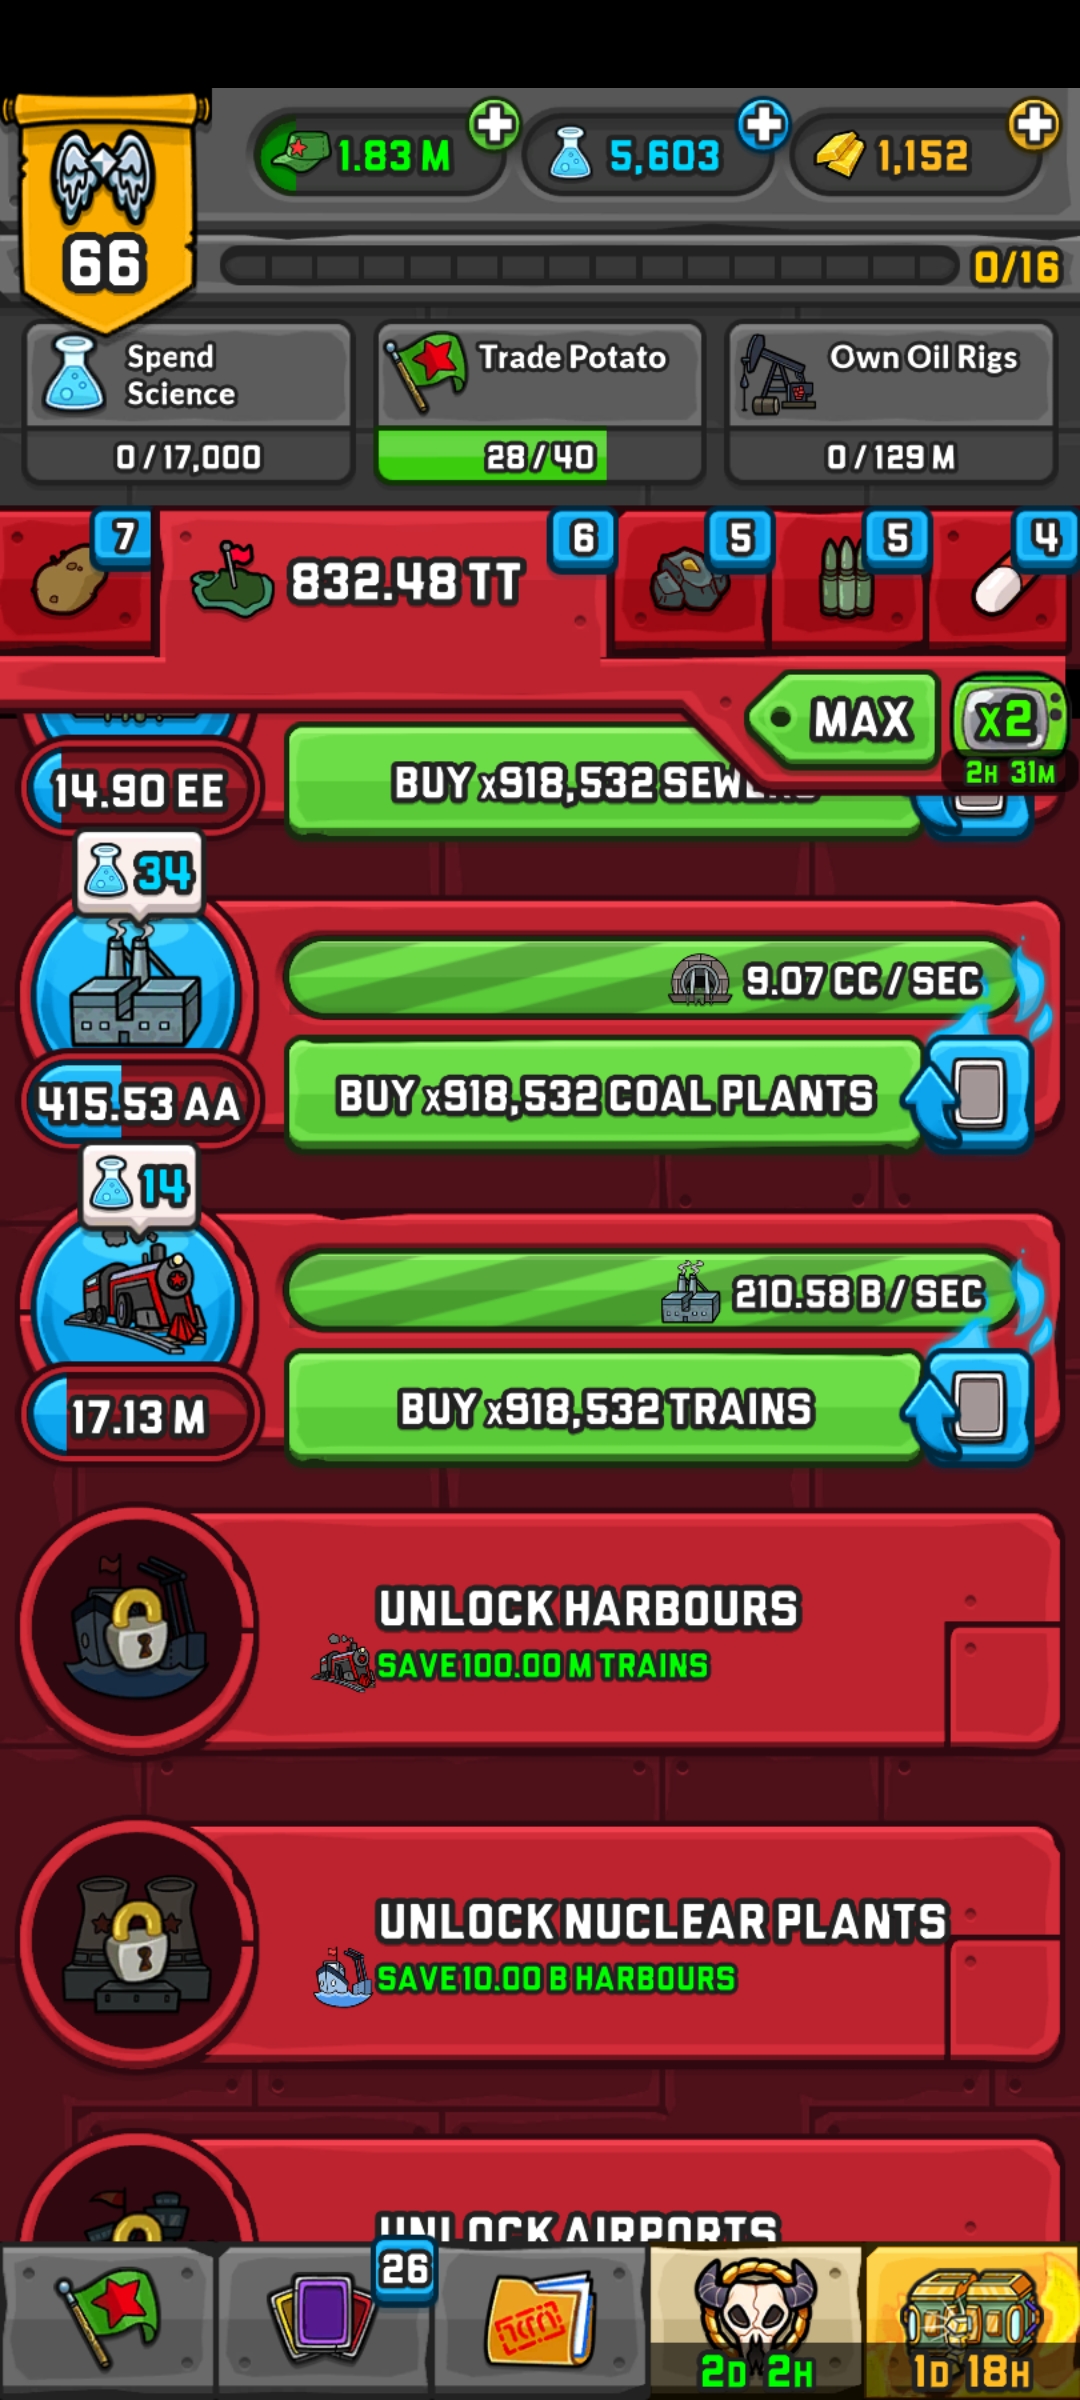 1.83 M
5,603
1,152
66
0/16
Spend
Science
0/17,000
Trade Potato
28/40
Own Oil Rigs
0/129 M
7
832.48 TT
6
5
5
4
MAX
x2
2H 31M
14.90 EE
BUY x918,532
34
9.07 CC / SEC
415.53 AA
BUY x918,532 COAL PLANTS
14
210.58 B / SEC
17.13 M
BUY x918,532 TRAINS
UNLOCK HARBOURS
SAVE 100.00 M TRAINS
UNLOCK NUCLEAR PLANTS
SAVE 10.00 B HARBOURS
UNLOCK AIRPORTS
26
2D 2H
1D 18H